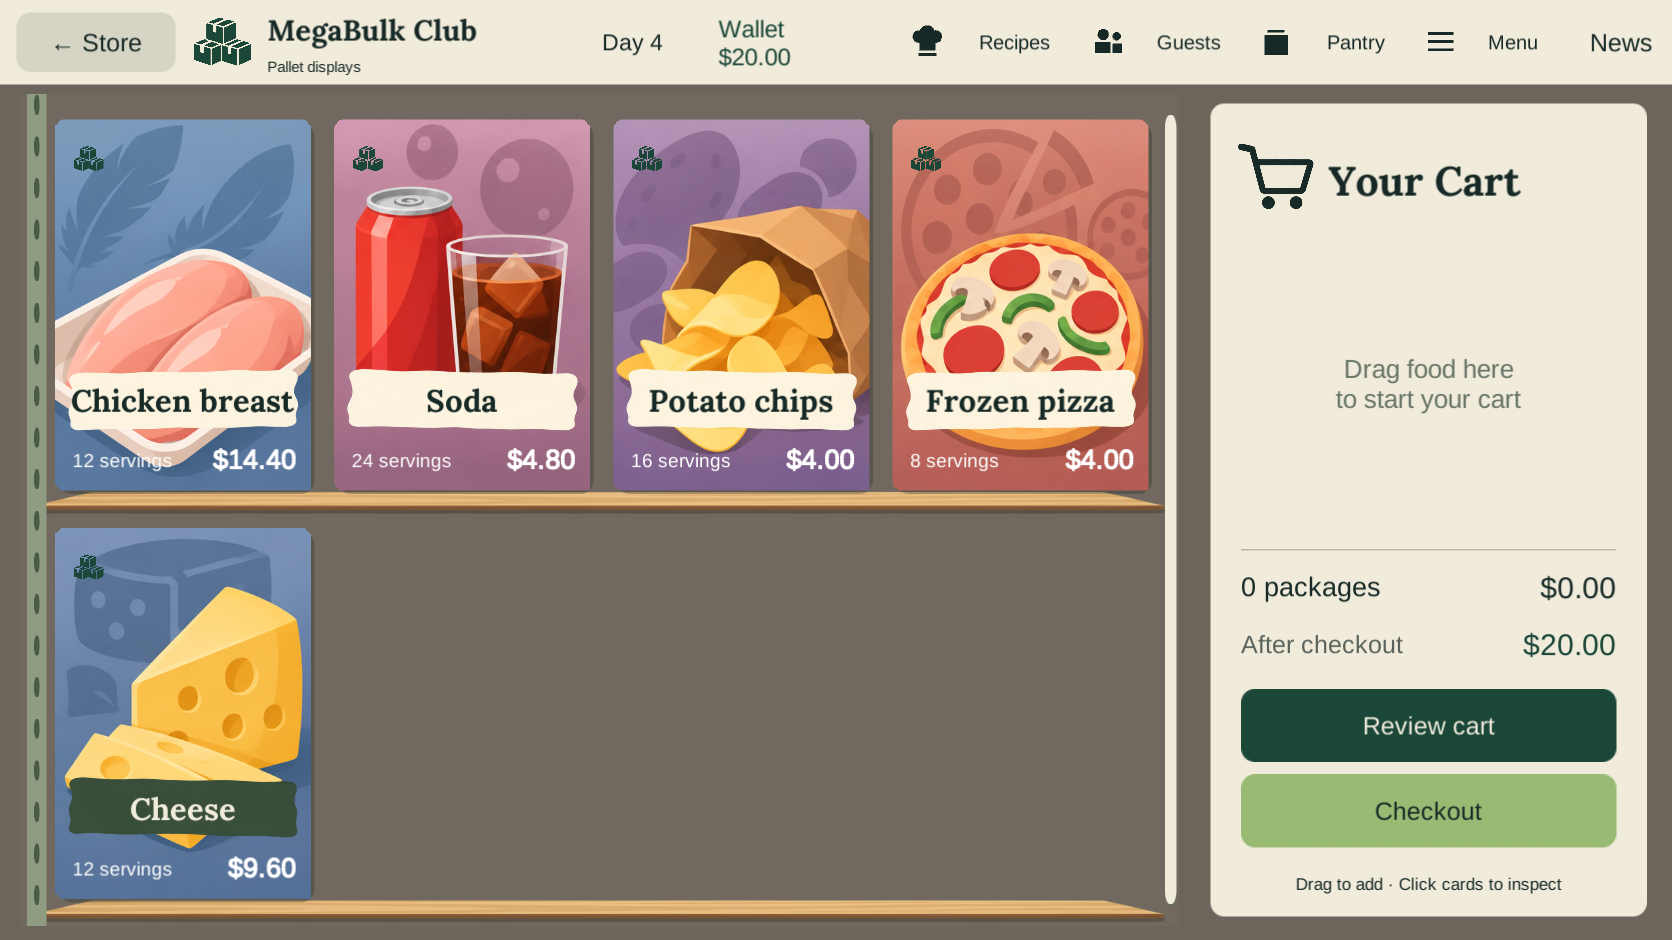 ← Store
MegaBulk Club
Pallet displays
Day 4
Wallet
$20.00
Recipes
Guests
Pantry
Menu
News
Chicken breast
12 servings $14.40
Soda
24 servings $4.80
Potato chips
16 servings $4.00
Frozen pizza
8 servings $4.00
Cheese
12 servings $9.60
Your Cart
Drag food here
to start your cart
0 packages $0.00
After checkout $20.00
Review cart
Checkout
Drag to add · Click cards to inspect